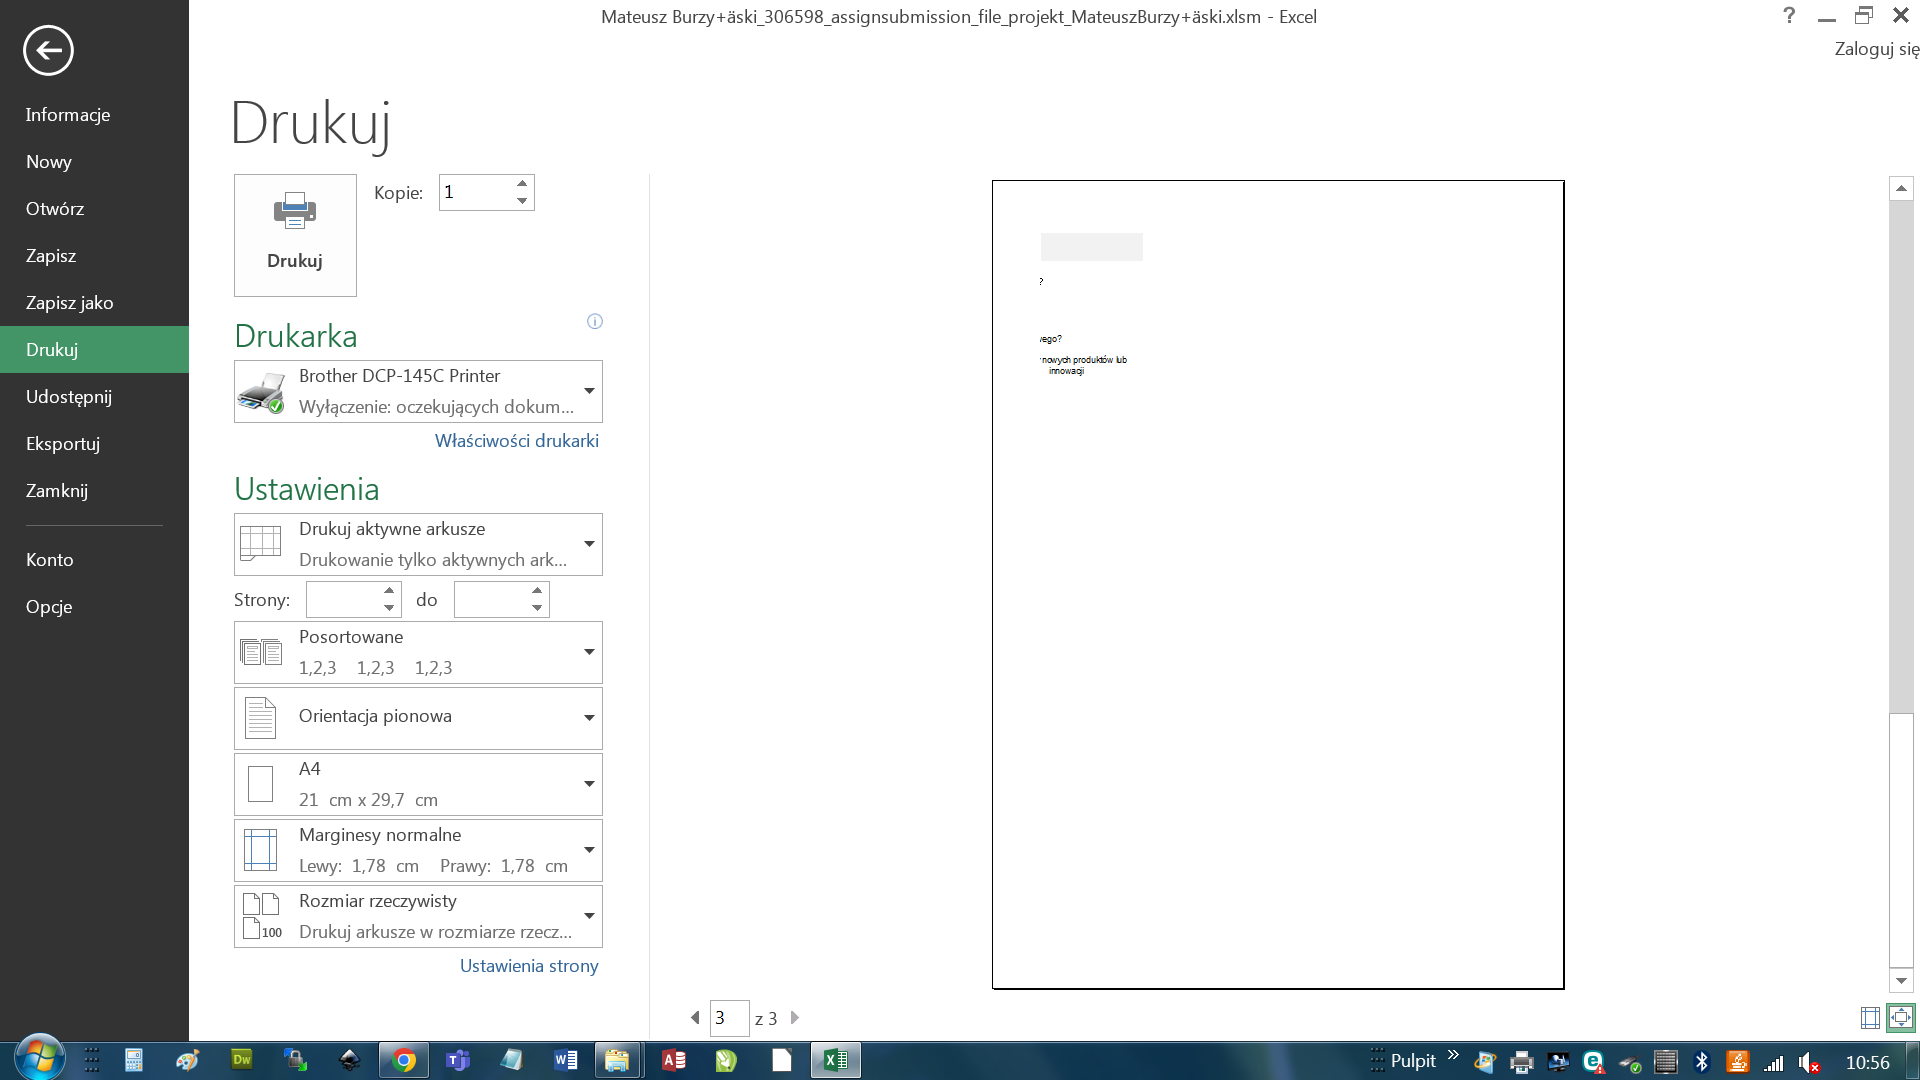 Mateusz Burzy+äski_306598_assignsubmission_file_projekt_MateuszBurzy+äski.xlsm - Excel
?
Zaloguj się
Informacje
Nowy
Otwórz
Zapisz
Zapisz jako
Drukuj
Udostępnij
Eksportuj
Zamknij
Konto
Opcje
Drukuj
Drukuj
Kopie: 1
Drukarka
Brother DCP-145C Printer
Wyłączenie: oczekujących dokum...
Właściwości drukarki
Ustawienia
Drukuj aktywne arkusze
Drukowanie tylko aktywnych ark...
Strony: do
Posortowane
1,2,3 1,2,3 1,2,3
Orientacja pionowa
A4
21 cm x 29,7 cm
Marginesy normalne
Lewy: 1,78 cm Prawy: 1,78 cm
Rozmiar rzeczywisty
100
Drukuj arkusze w rozmiarze rzecz...
Ustawienia strony
?
wego?
nowych produktów lub
innowacji
3 z 3
Dw
Pulpit »
10:56